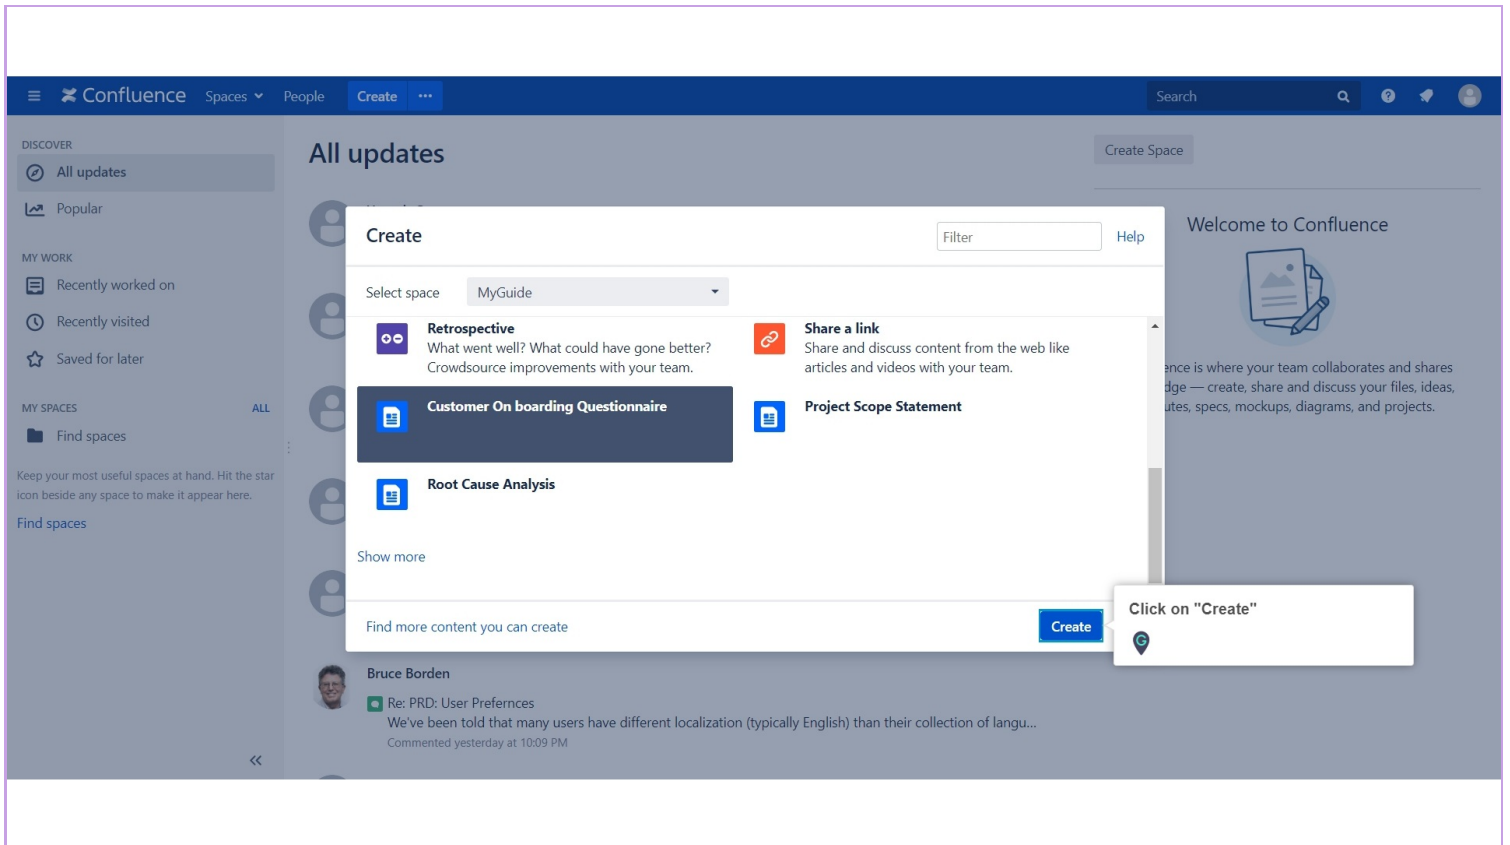 Confluence
Spaces
People
Create
Search
DISCOVER
All updates
Popular
MY WORK
Recently worked on
Recently visited
Saved for later
MY SPACES ALL
Find spaces
Keep your most useful spaces at hand. Hit the star
icon beside any space to make it appear here.
Find spaces
All updates
Create Space
Welcome to Confluence
ence is where your team collaborates and shares
dge — create, share and discuss your files, ideas,
utes, specs, mockups, diagrams, and projects.
Create
Filter
Help
Select space MyGuide
Retrospective
What went well? What could have gone better?
Crowdsource improvements with your team.
Share a link
Share and discuss content from the web like
articles and videos with your team.
Customer On boarding Questionnaire
Project Scope Statement
Root Cause Analysis
Show more
Find more content you can create
Create
Click on "Create"
G
Bruce Borden
Re: PRD: User Prefernces
We've been told that many users have different localization (typically English) than their collection of langu...
Commented yesterday at 10:09 PM